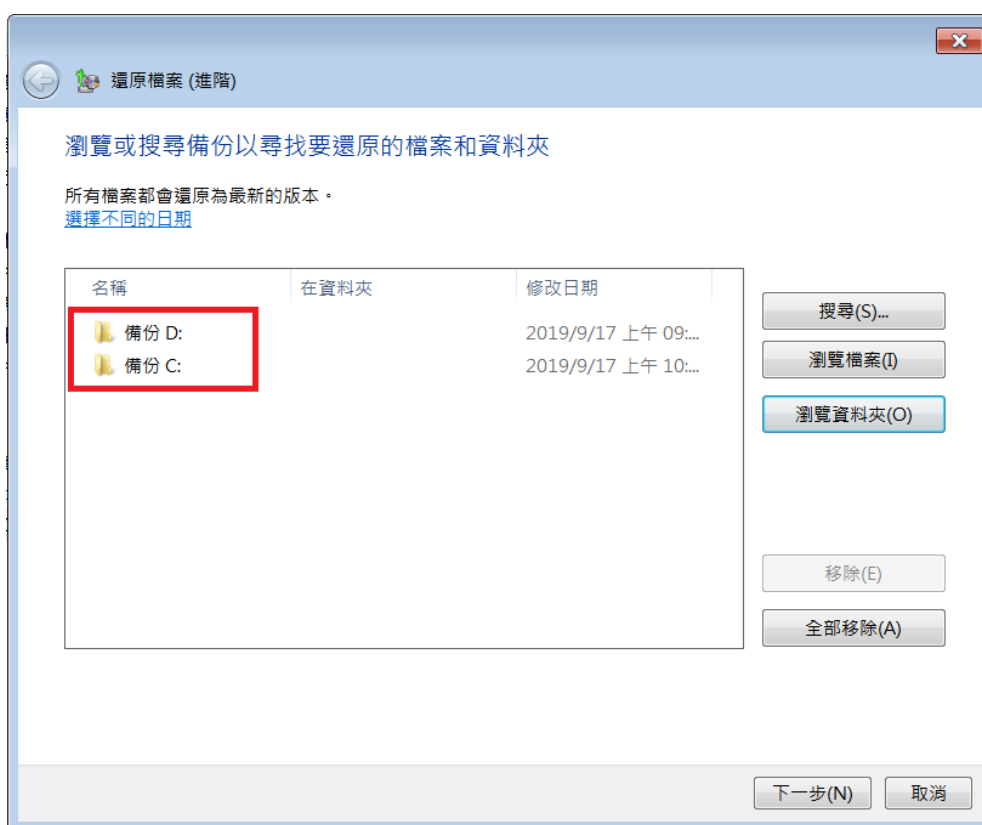 還原檔案 (進階)
瀏覽或搜尋備份以尋找要還原的檔案和資料夾
所有檔案都會還原為最新的版本。
選擇不同的日期
名稱 在資料夾 修改日期
備份 D: 2019/9/17 上午 09:...
備份 C: 2019/9/17 上午 10:...
搜尋(S)...
瀏覽檔案(I)
瀏覽資料夾(O)
移除(E)
全部移除(A)
下一步(N) 取消